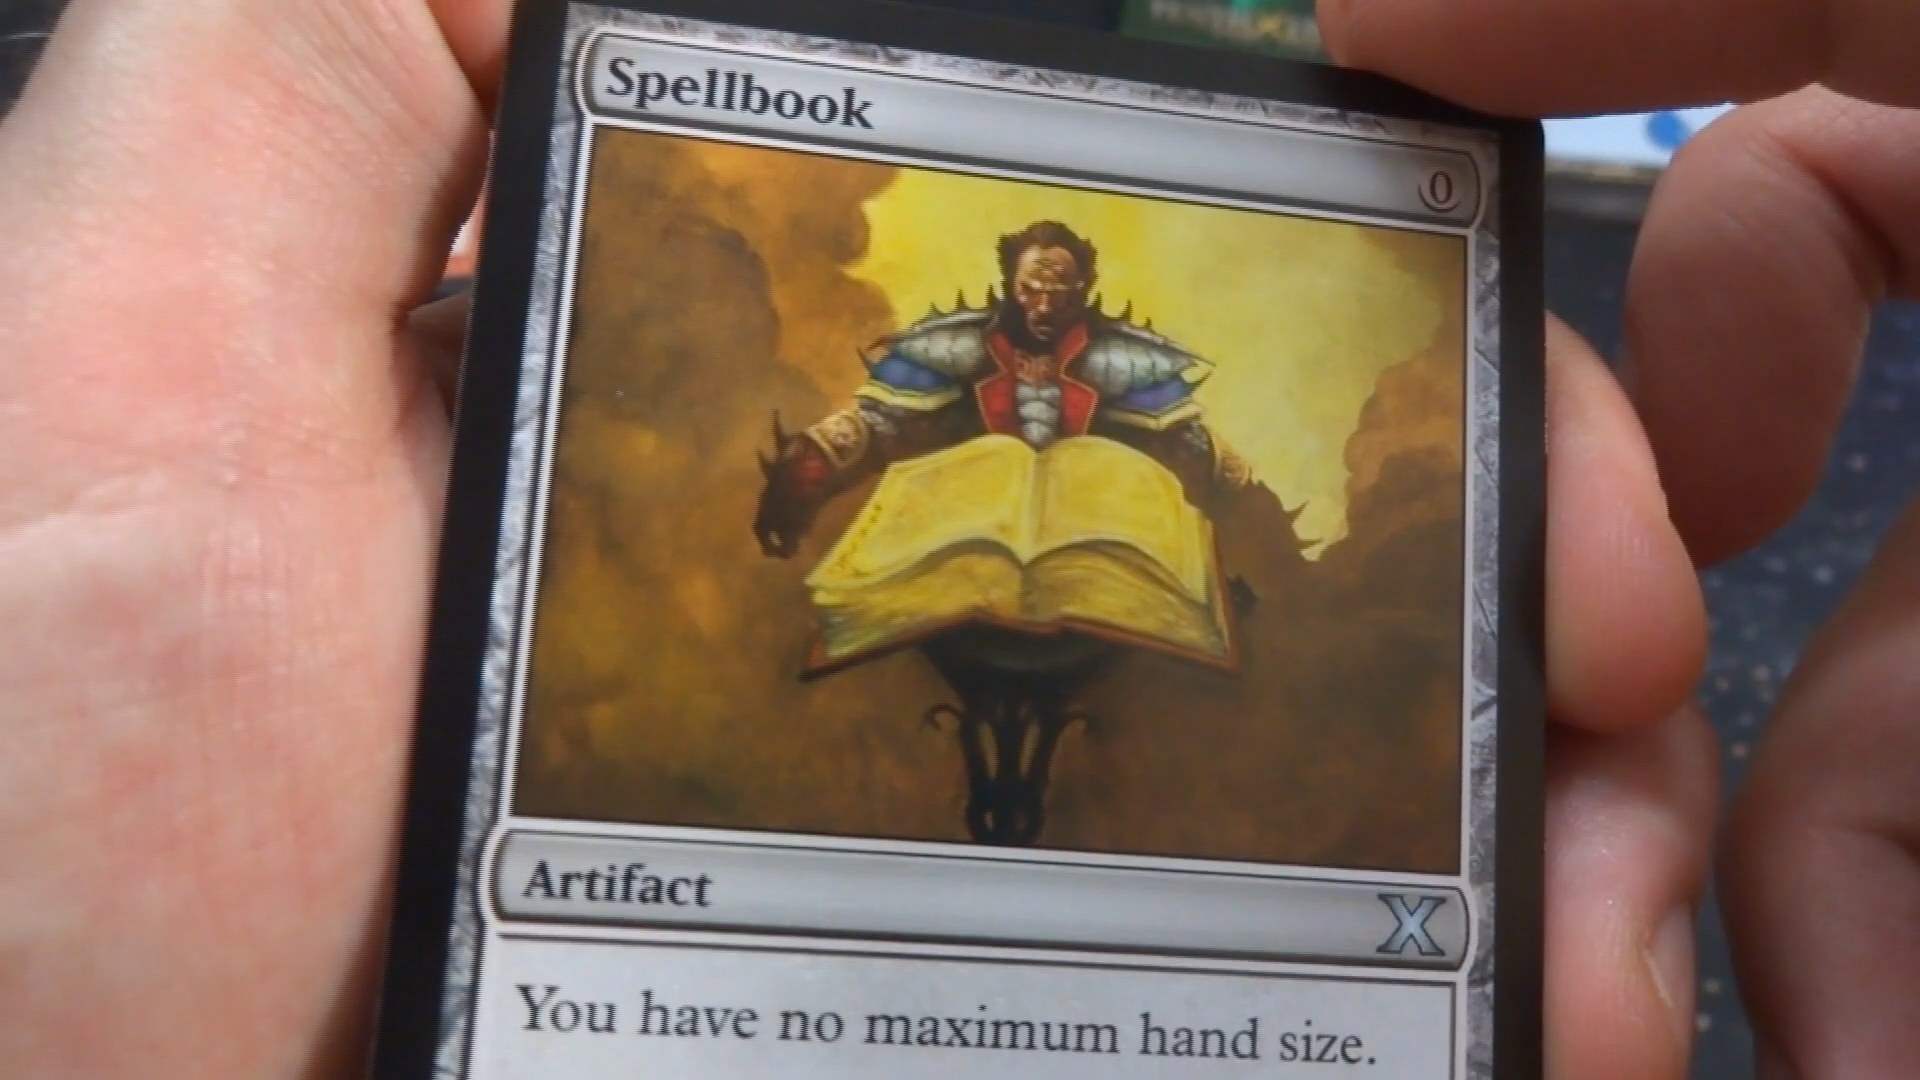 Spellbook
0
Artifact
X
You have no maximum hand size.